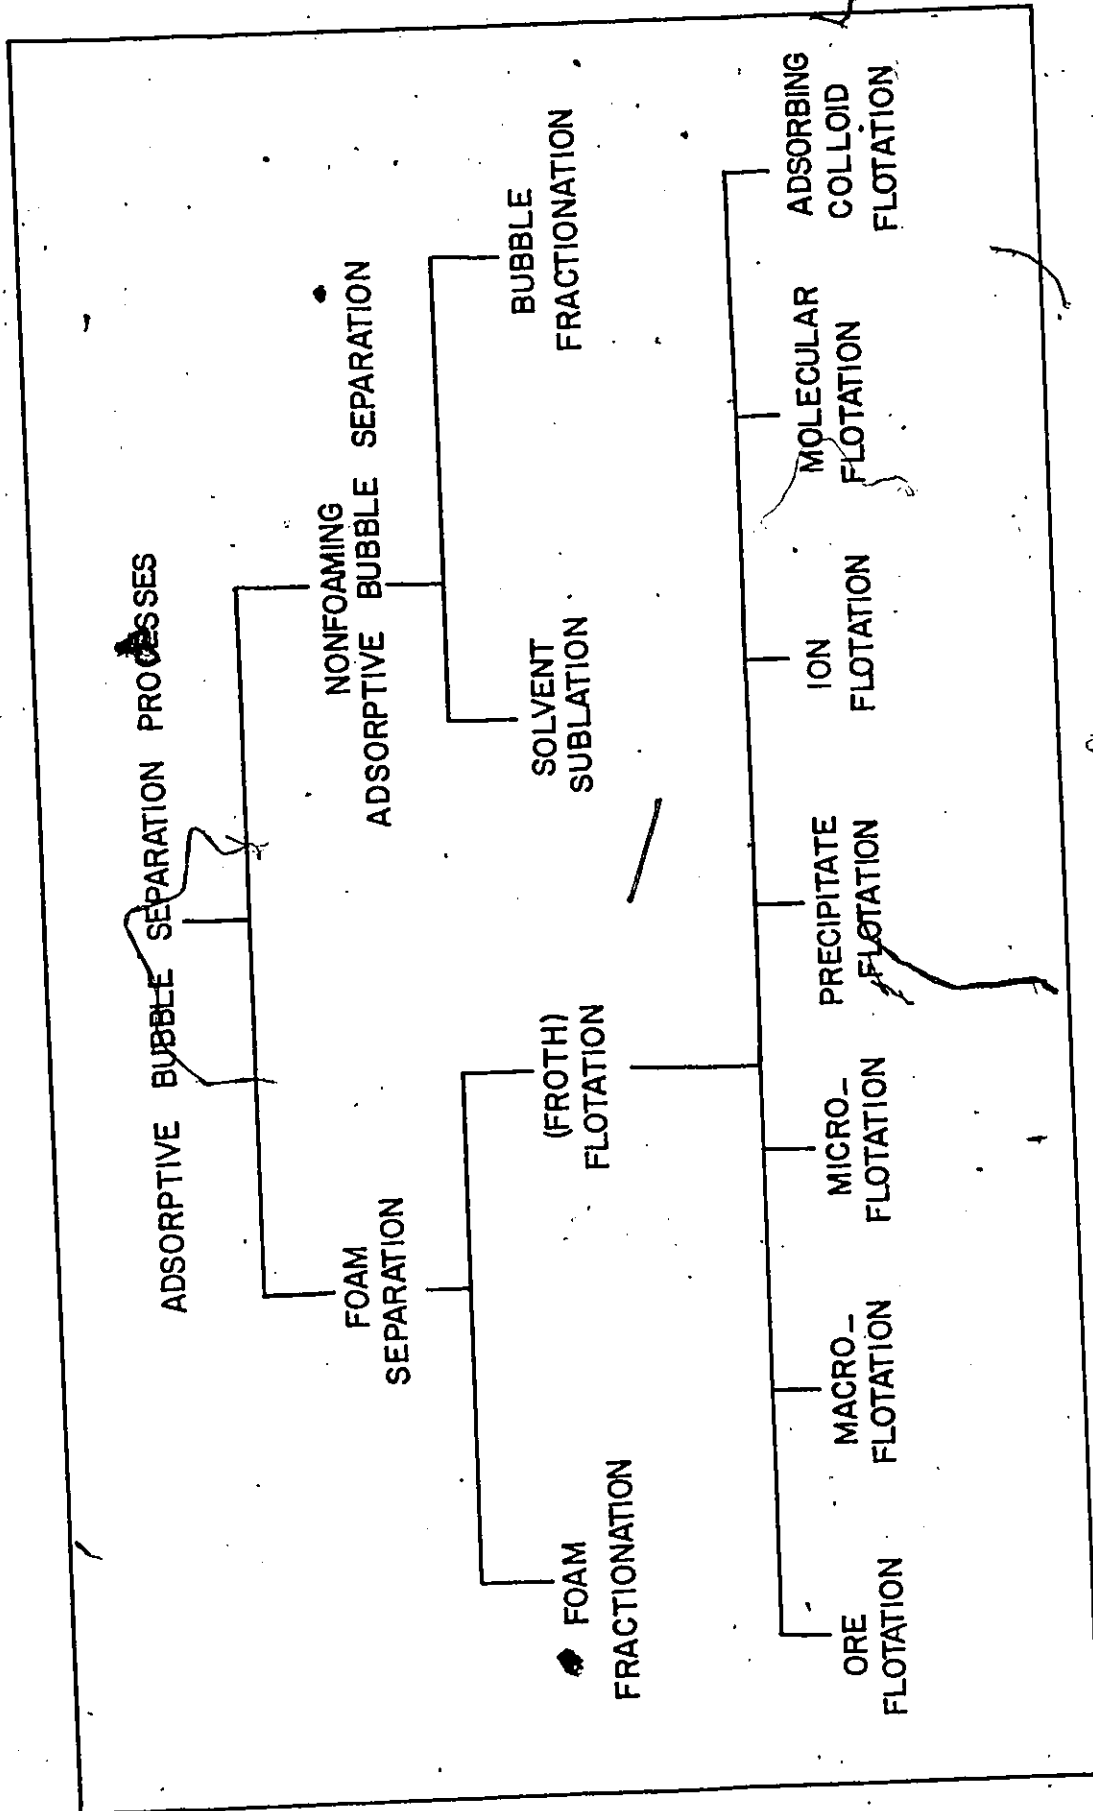 ADSORPTIVE BUBBLE SEPARATION PROCESSES
FOAM
SEPARATION
NONFOAMING
ADSORPTIVE BUBBLE SEPARATION
FOAM
FRACTIONATION
(FROTH)
FLOTATION
SOLVENT
SUBLATION
BUBBLE
FRACTIONATION
ORE
FLOTATION
MACRO_
FLOTATION
MICRO_
FLOTATION
PRECIPITATE
FLOTATION
ION
FLOTATION
MOLECULAR
FLOTATION
ADSORBING
COLLOID
FLOTATION